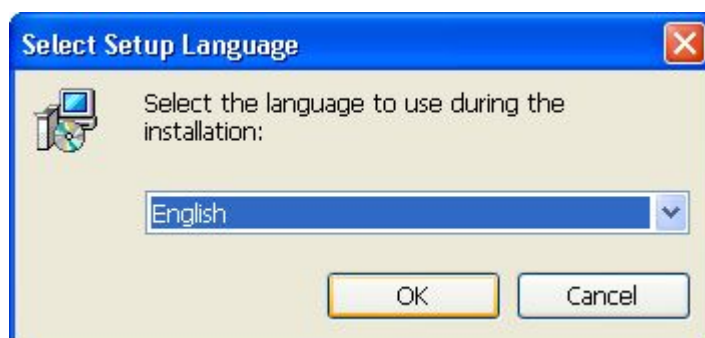 Select Setup Language
Select the language to use during the
installation:
English
OK
Cancel